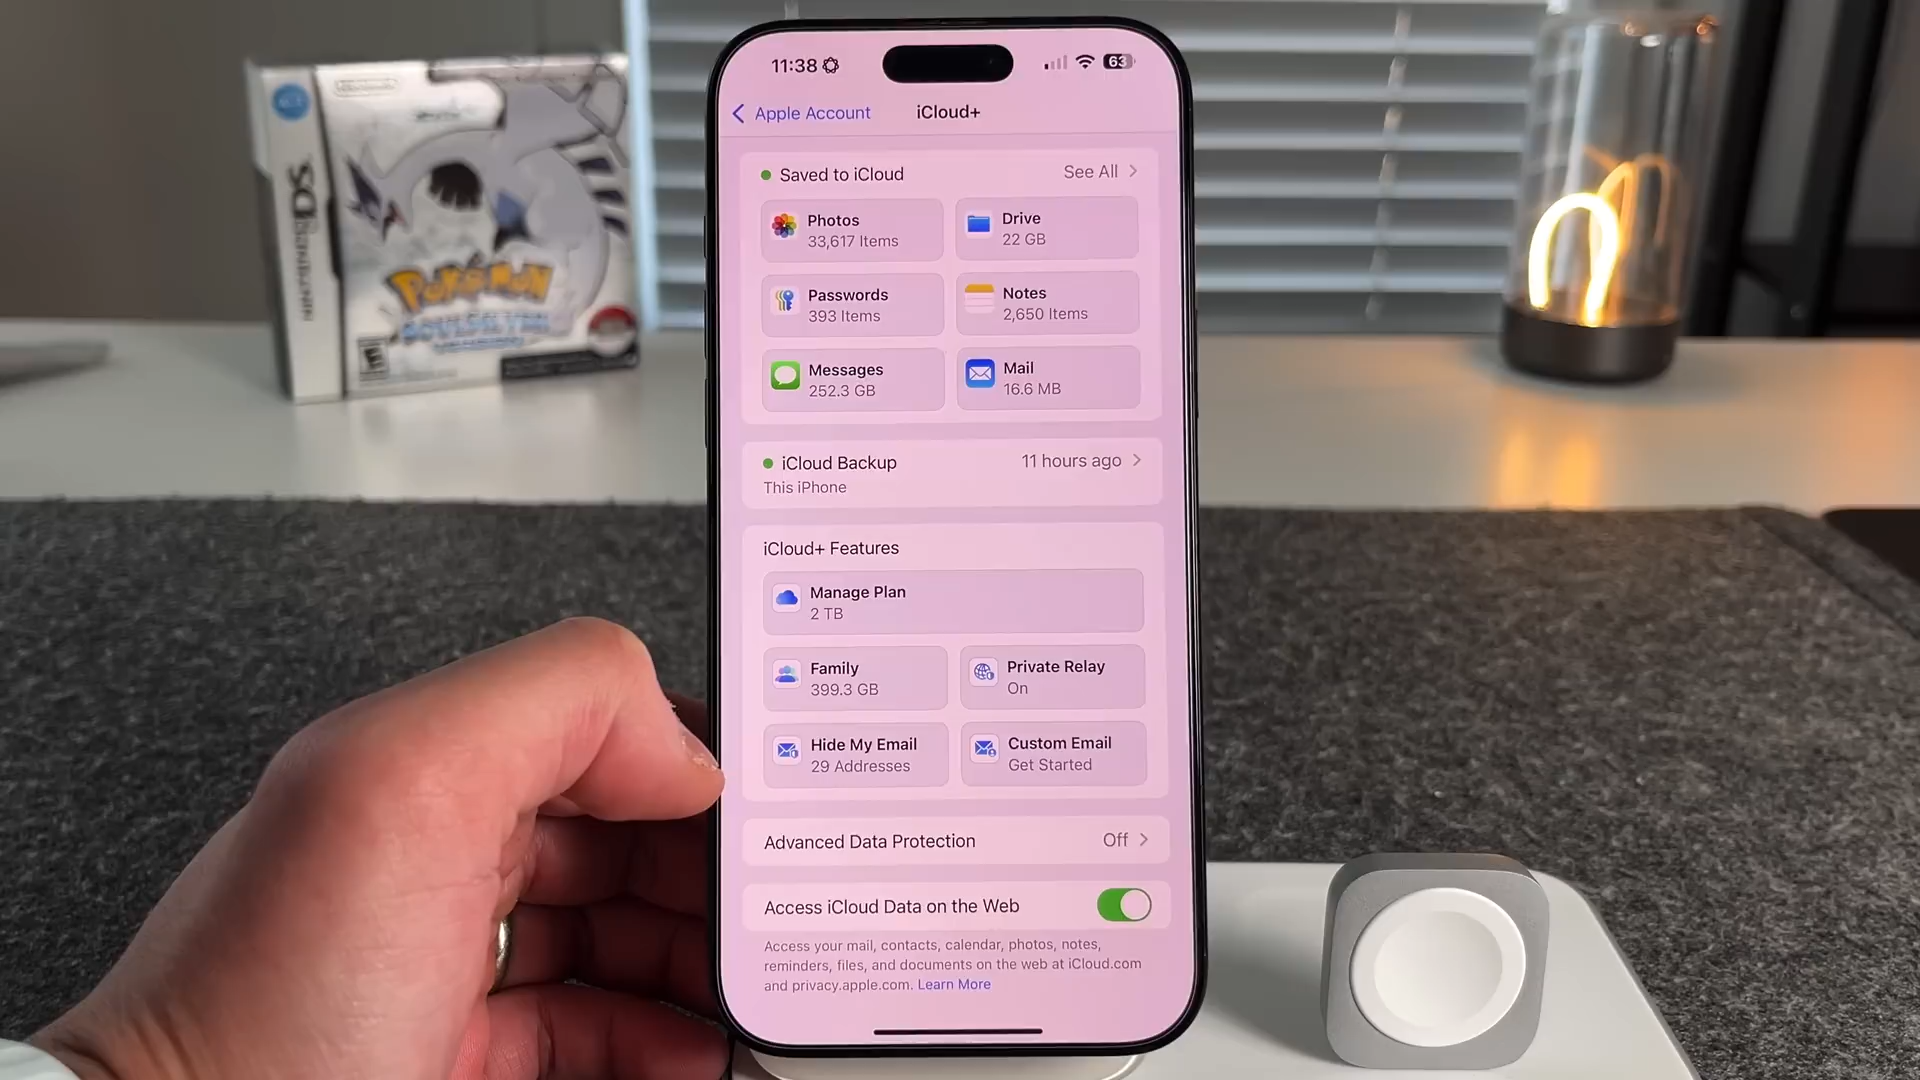 11:38
63
Apple Account
iCloud+
Saved to iCloud
See All
Photos
33,617 Items
Drive
22 GB
Passwords
393 Items
Notes
2,650 Items
Messages
252.3 GB
Mail
16.6 MB
iCloud Backup
11 hours ago
This iPhone
iCloud+ Features
Manage Plan
2 TB
Family
399.3 GB
Private Relay
On
Hide My Email
29 Addresses
Custom Email
Get Started
Advanced Data Protection
Off
Access iCloud Data on the Web
Access your mail, contacts, calendar, photos, notes,
reminders, files, and documents on the web at iCloud.com
and privacy.apple.com. Learn More
NINTENDO DS
Nintendo
POKéMON
SOULSILVER
VERSION
E